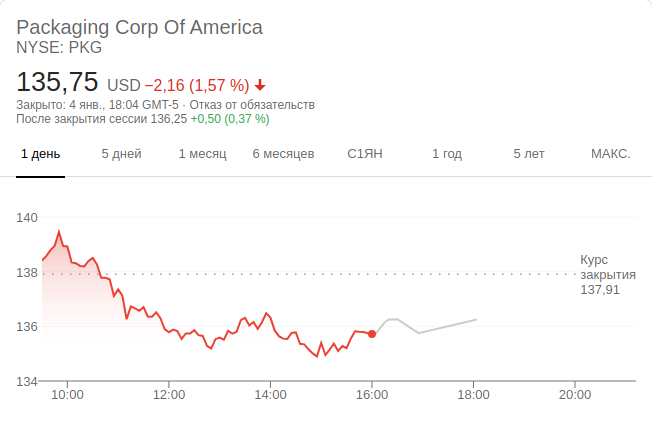 Packaging Corp Of America
NYSE: PKG
135,75 USD −2,16 (1,57 %)
Закрыто: 4 янв., 18:04 GMT-5 · Отказ от обязательств
После закрытия сессии 136,25 +0,50 (0,37 %)
1 день 5 дней 1 месяц 6 месяцев С1ЯН 1 год 5 лет МАКС.
140
138
136
134
Курс
закрытия
137,91
10:00 12:00 14:00 16:00 18:00 20:00